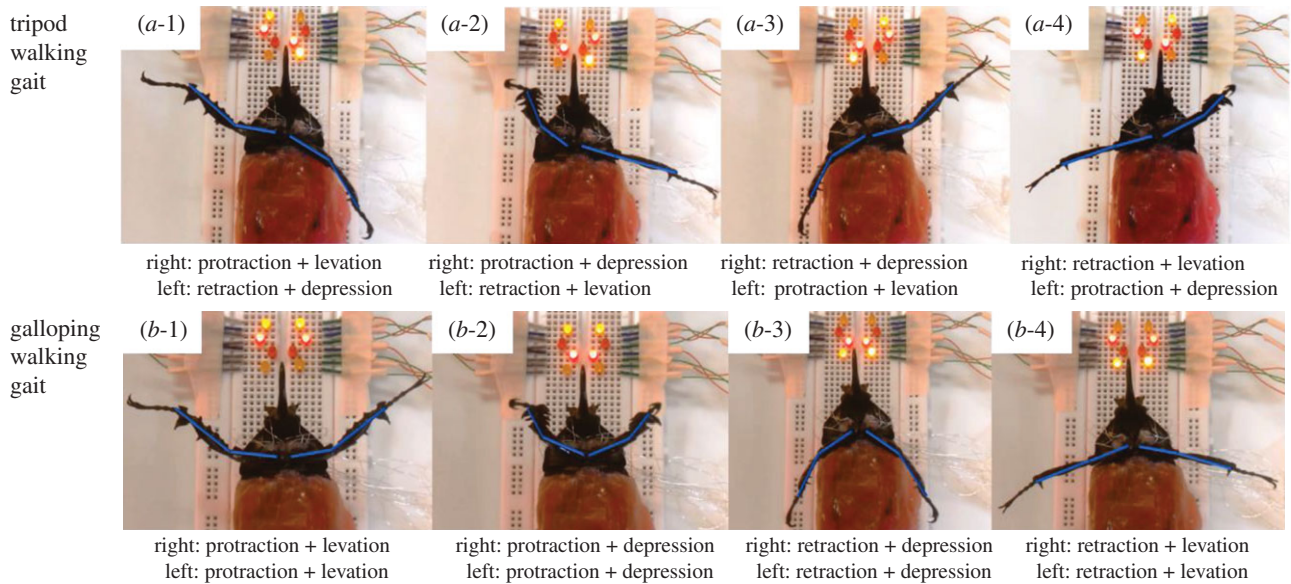 tripod
walking
gait
(a-1)
(a-2)
(a-3)
(a-4)
right: protraction + levation
left: retraction + depression
right: protraction + depression
left: retraction + levation
right: retraction + depression
left: protraction + levation
right: retraction + levation
left: protraction + depression
galloping
walking
gait
(b-1)
(b-2)
(b-3)
(b-4)
right: protraction + levation
left: protraction + levation
right: protraction + depression
left: protraction + depression
right: retraction + depression
left: retraction + depression
right: retraction + levation
left: retraction + levation